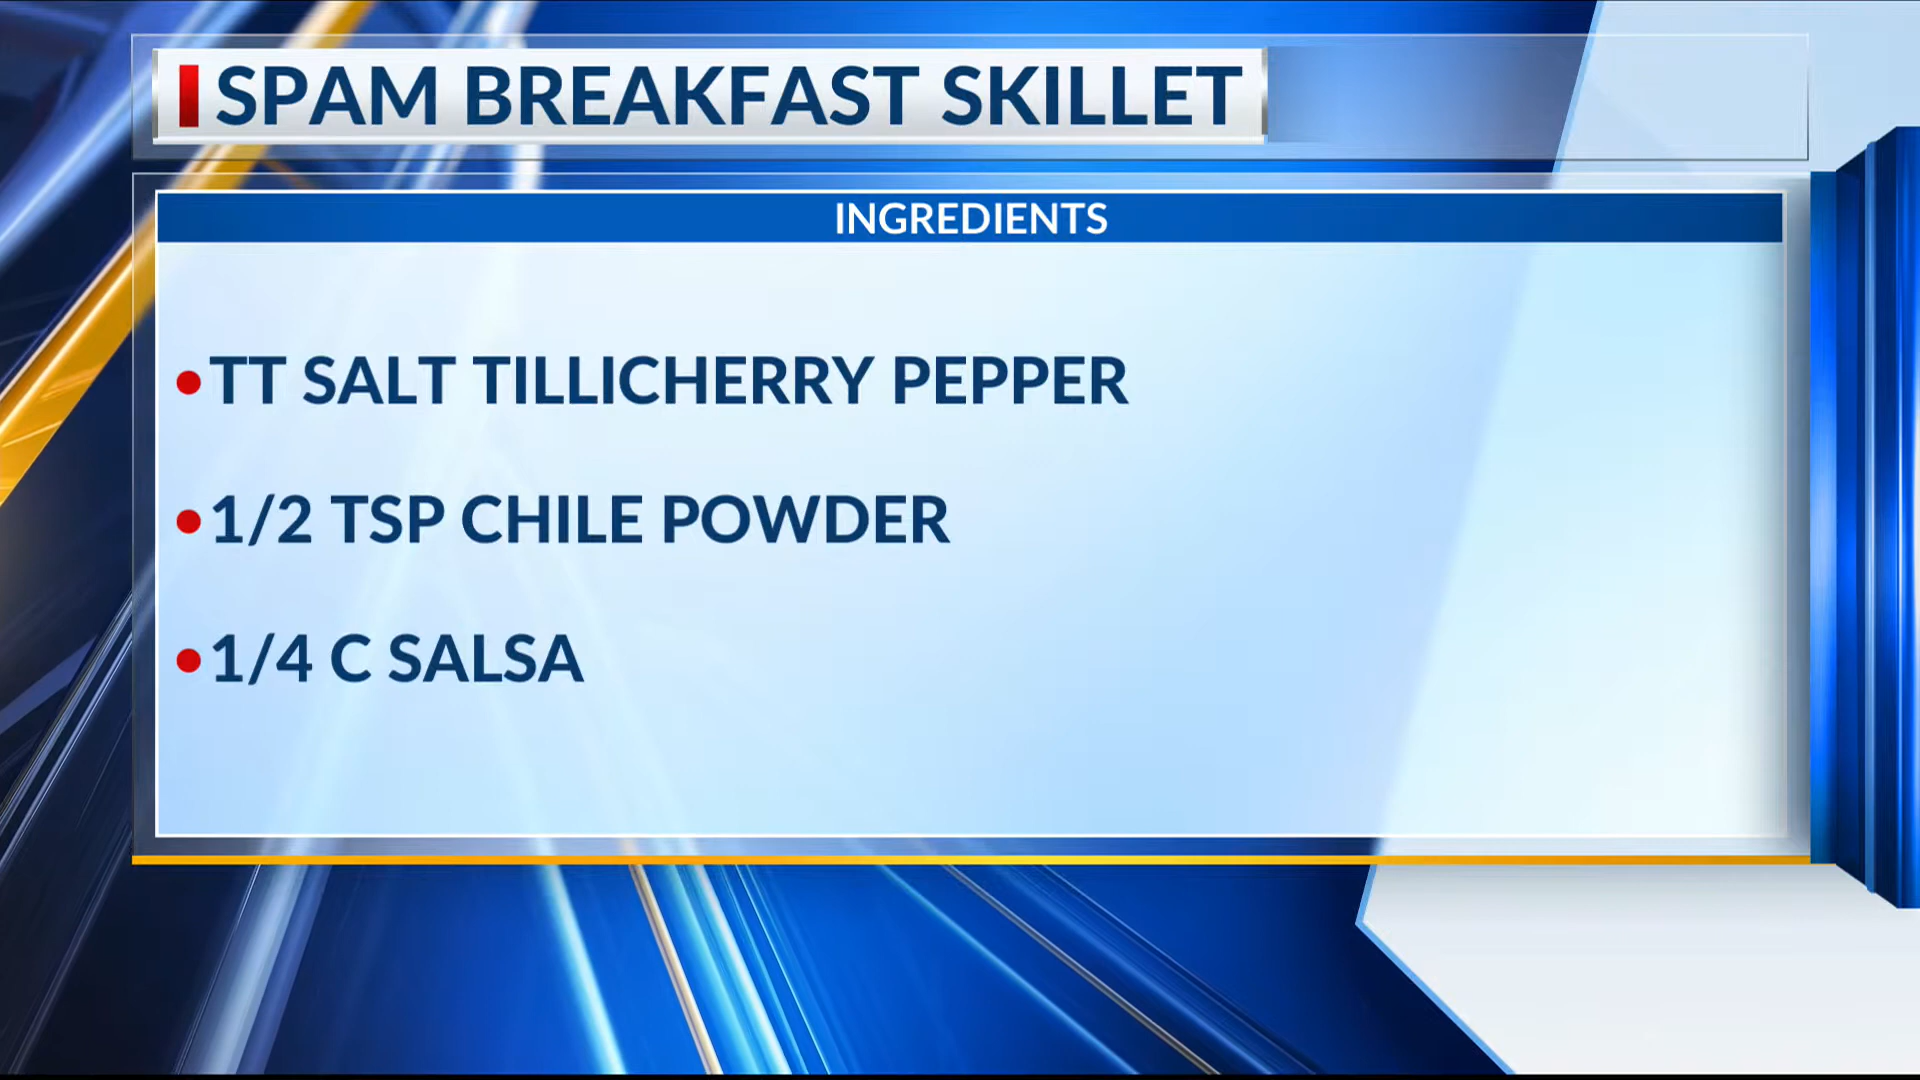 SPAM BREAKFAST SKILLET
INGREDIENTS
•TT SALT TILLICHERRY PEPPER
•1/2 TSP CHILE POWDER
•1/4 C SALSA